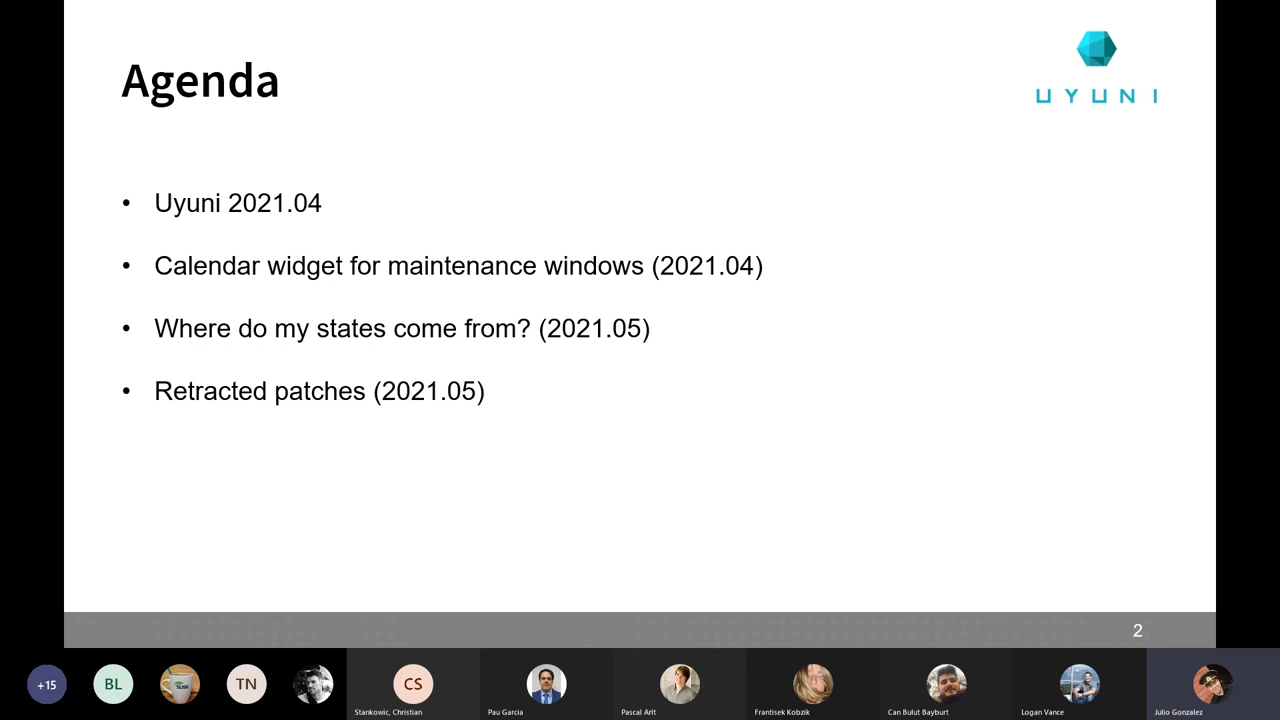 Agenda
UYUNI
• Uyuni 2021.04
• Calendar widget for maintenance windows (2021.04)
• Where do my states come from? (2021.05)
• Retracted patches (2021.05)
2
+15
BL
TN
CS
Stankowic, Christian
Pau Garcia
Pascal Arlt
Frantisek Kobzik
Can Bulut Bayburt
Logan Vance
Julio Gonzalez